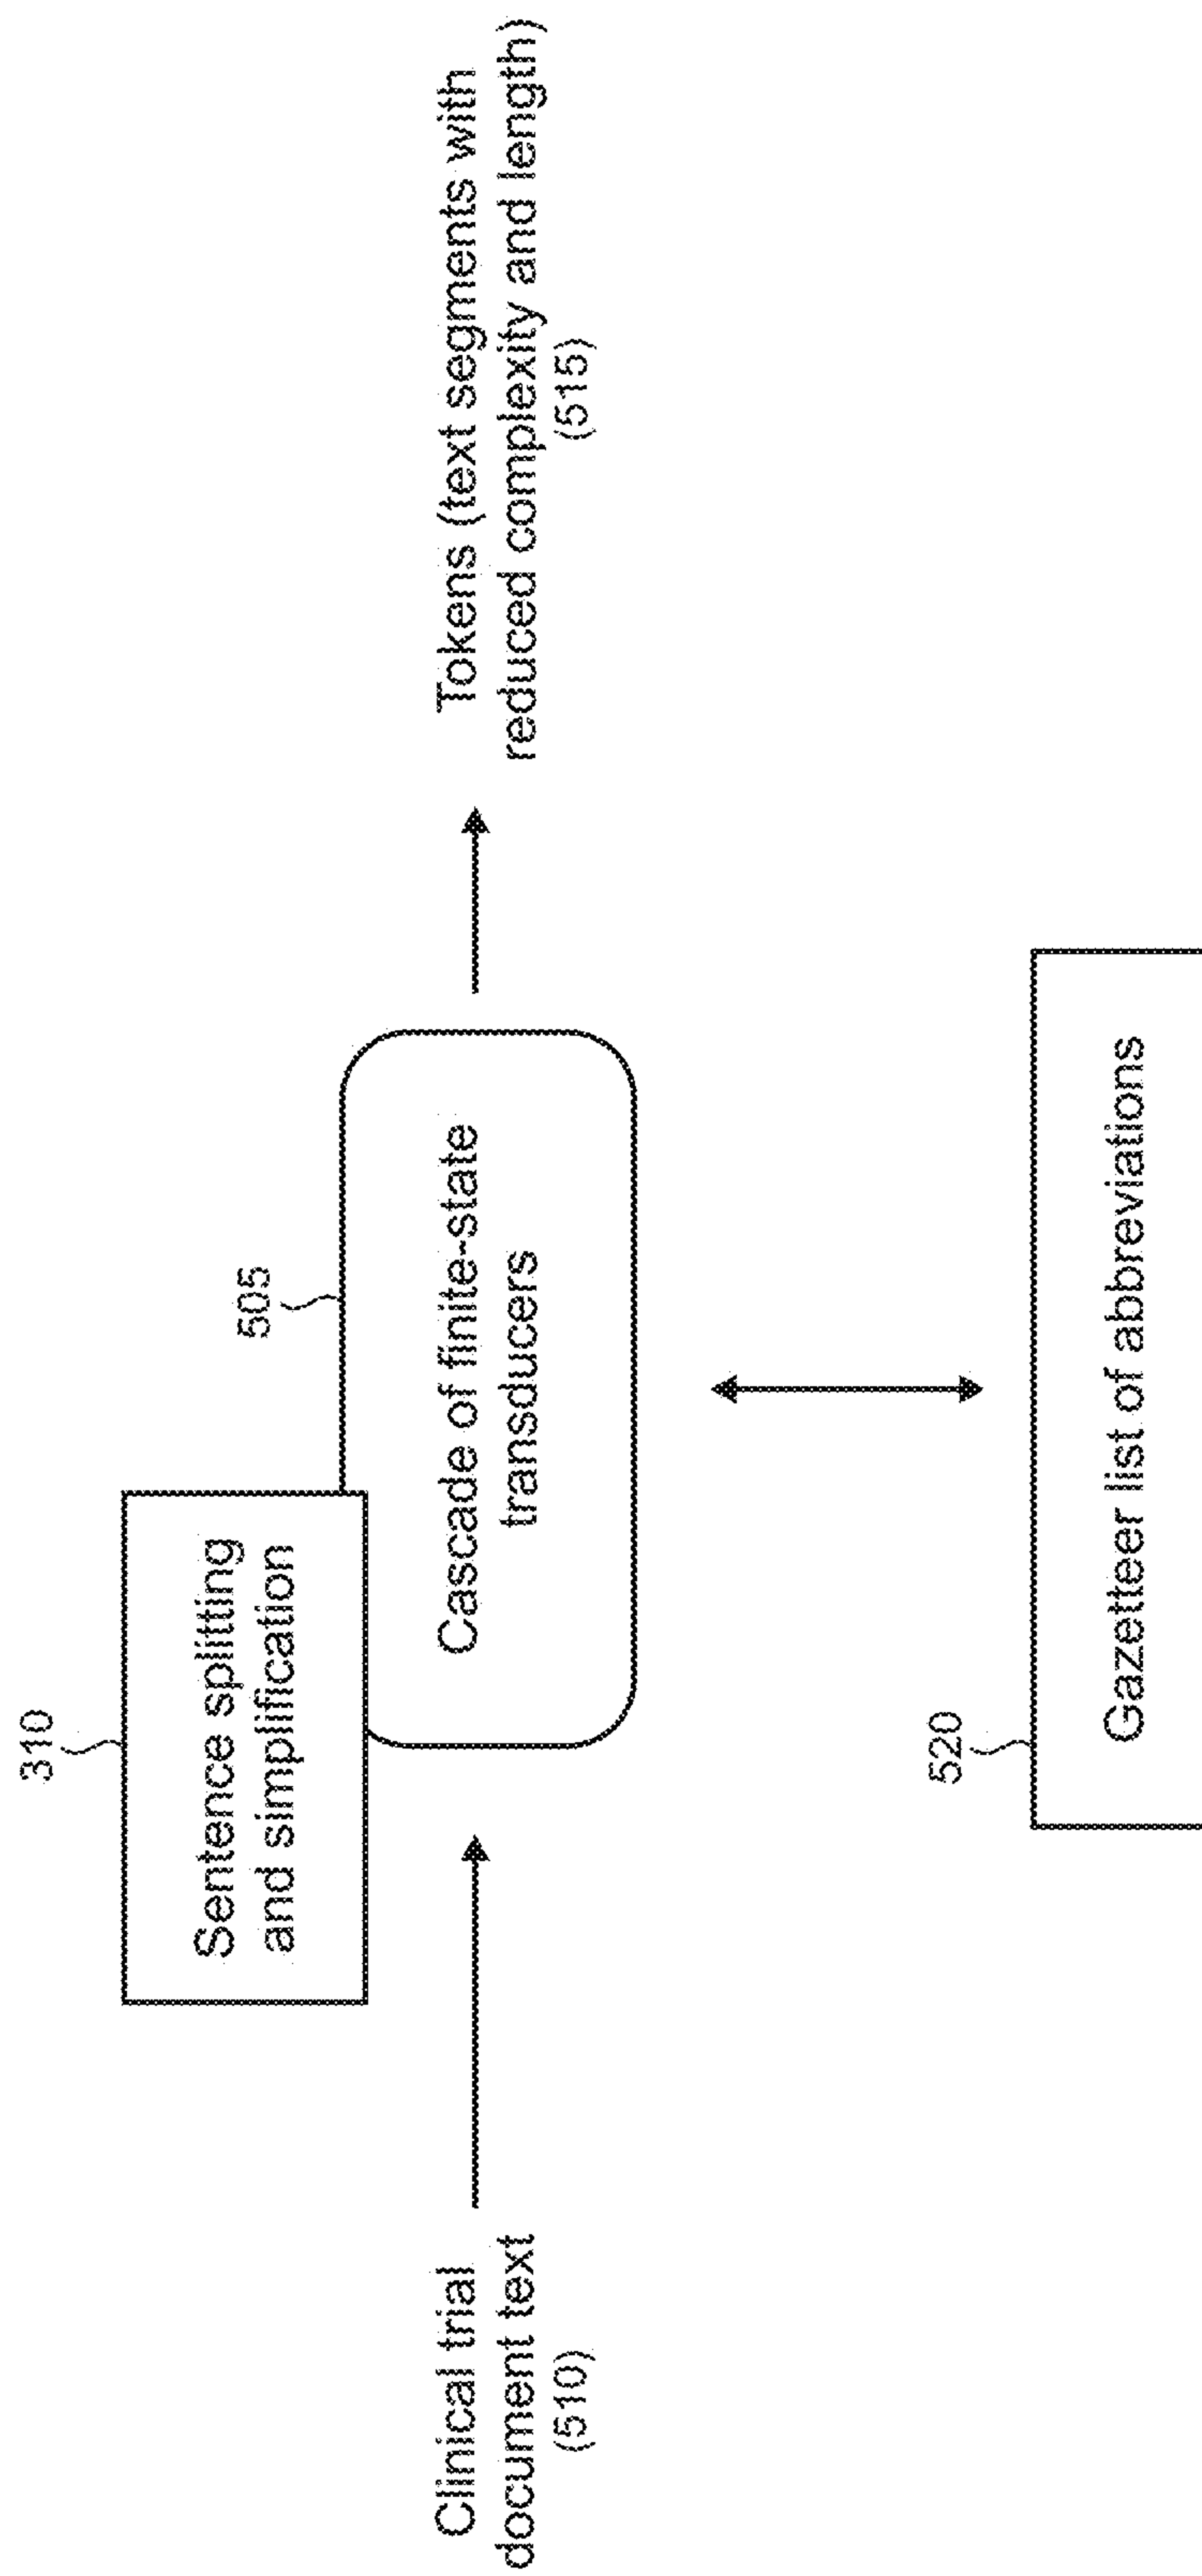 310
Sentence splitting
and simplification
505
Cascade of finite-state
transducers
Clinical trial
document text
(510)
Tokens (text segments with
reduced complexity and length)
(515)
520
Gazetteer list of abbreviations